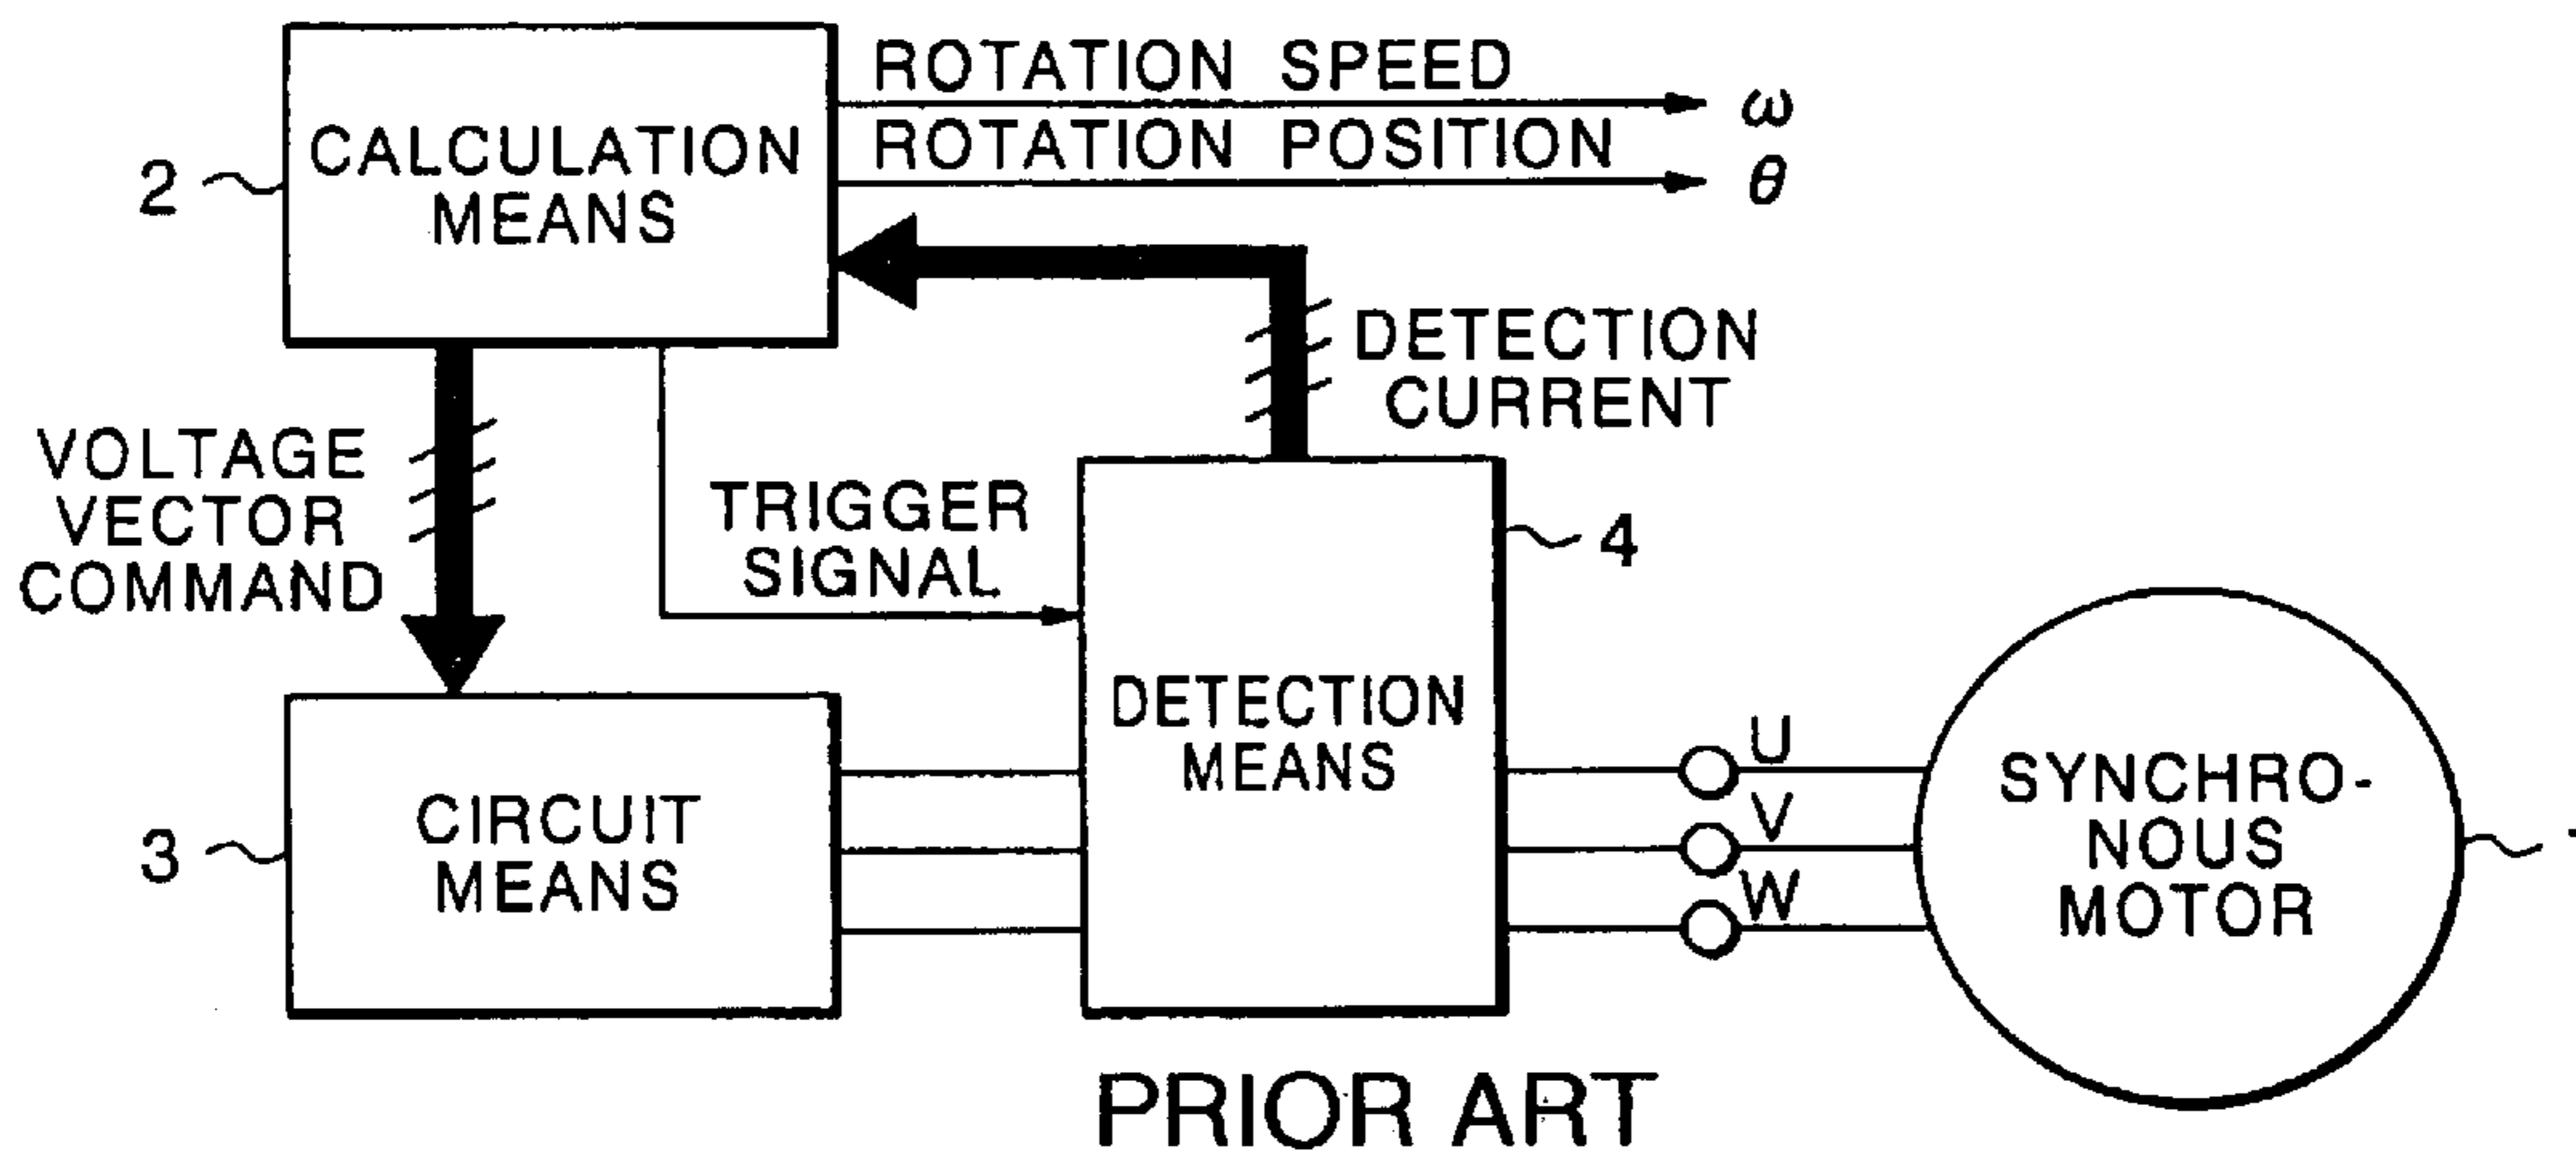 ROTATION SPEED
ω
ROTATION POSITION
θ
CALCULATION
MEANS
2
DETECTION
CURRENT
VOLTAGE
VECTOR
COMMAND
TRIGGER
SIGNAL
4
DETECTION
MEANS
CIRCUIT
MEANS
3
U
V
W
SYNCHRO-
NOUS
MOTOR
PRIOR ART